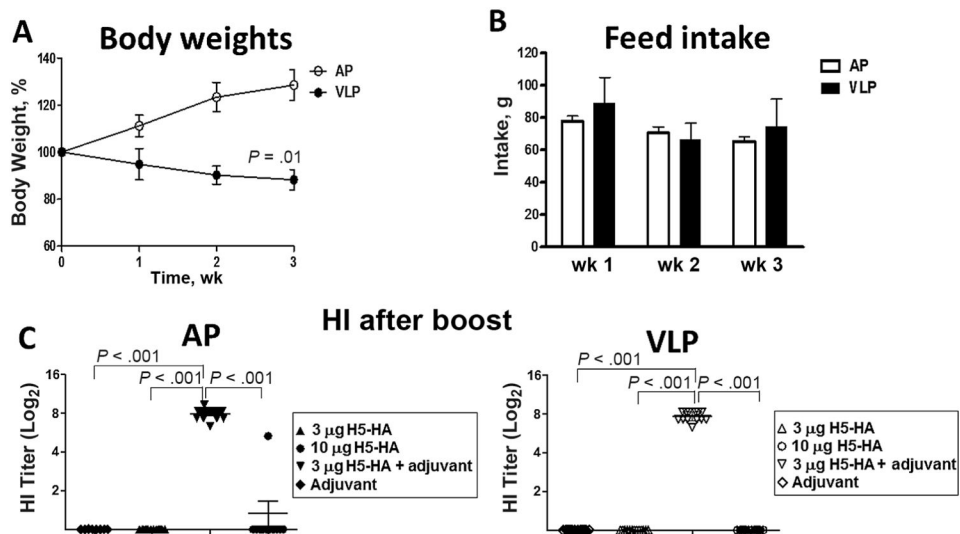 A
Body weights
140
120
100
80
60
Body Weight, %
AP
VLP
P = .01
0
1
2
3
Time, wk
B
Feed intake
120
100
80
60
40
20
0
Intake, g
AP
VLP
wk 1
wk 2
wk 3
HI after boost
C
AP
P < .001
P < .001
P < .001
16
8
4
2
HI Titer (Log2)
3 µg H5-HA
10 µg H5-HA
3 µg H5-HA + adjuvant
Adjuvant
VLP
P < .001
P < .001
P < .001
16
8
4
2
HI Titer (Log2)
3 µg H5-HA
10 µg H5-HA
3 µg H5-HA + adjuvant
Adjuvant